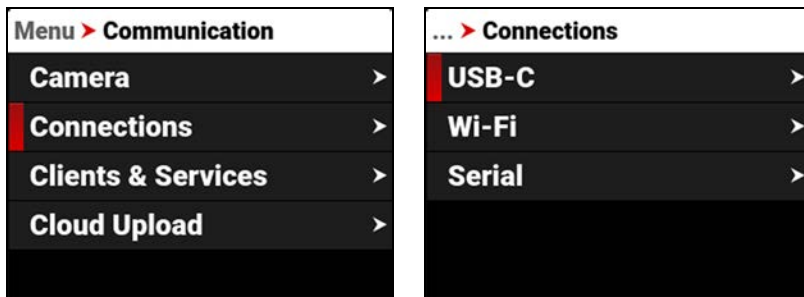 Menu ➤ Communication
Camera ➤
Connections ➤
Clients & Services ➤
Cloud Upload ➤
... ➤ Connections
USB-C ➤
Wi-Fi ➤
Serial ➤